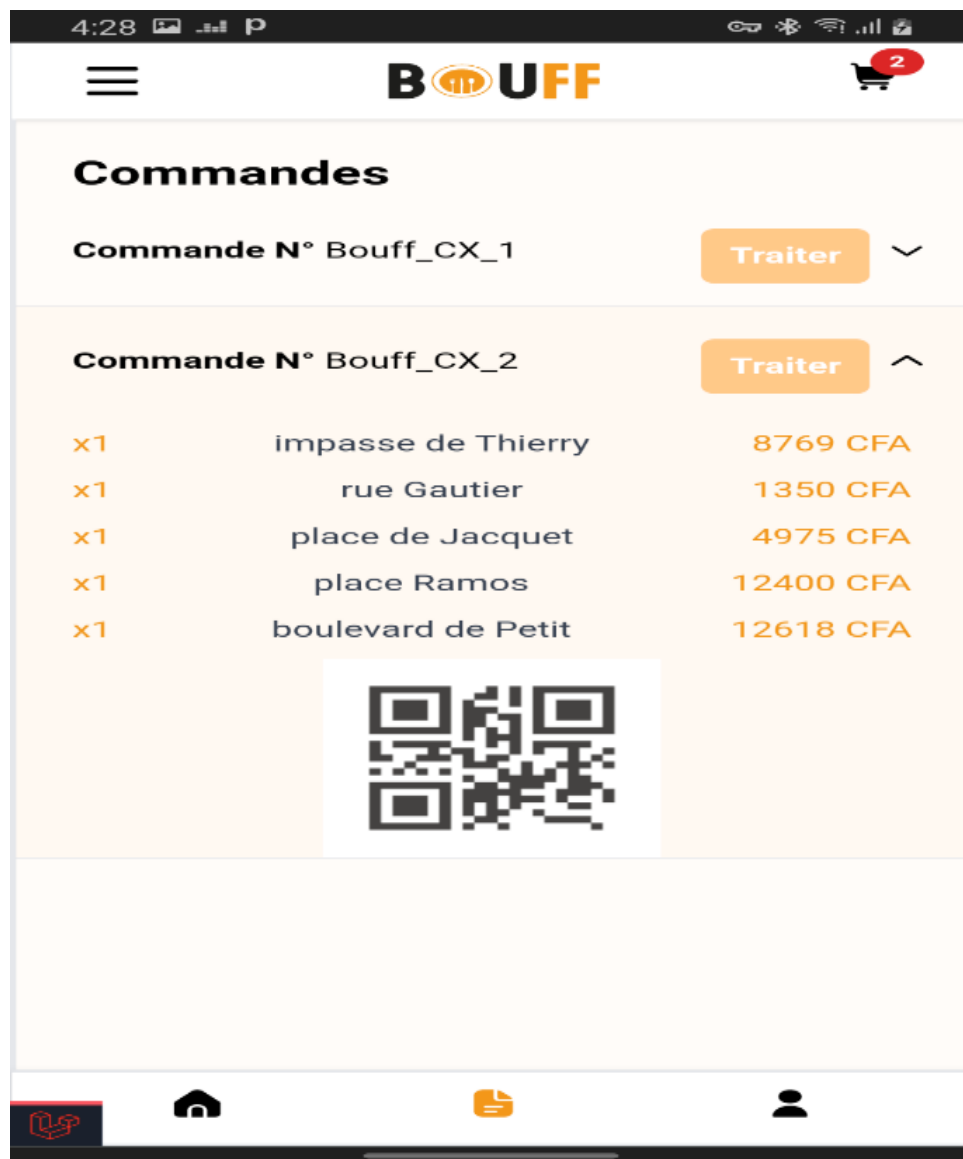 4:28
BOUFF
2
Commandes
Commande N° Bouff_CX_1 Traiter
Commande N° Bouff_CX_2 Traiter
x1 impasse de Thierry 8769 CFA
x1 rue Gautier 1350 CFA
x1 place de Jacquet 4975 CFA
x1 place Ramos 12400 CFA
x1 boulevard de Petit 12618 CFA